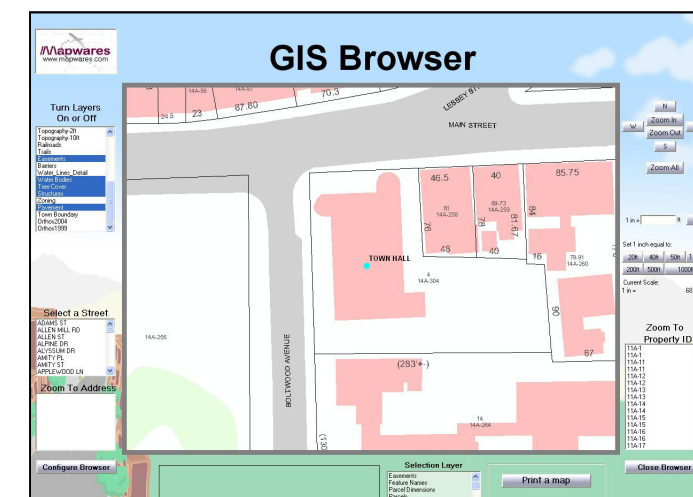 Mapwares
www.mapwares.com
GIS Browser
Turn Layers
On or Off
Topography-2ft
Topography-10ft
Railroads
Trails
Easements
Barriers
Water_Lines_Detail
Water Bodies
Tree Cover
Structures
Zoning
Pavement
Town Boundary
Orthos2004
Orthos1999
Select a Street
ADAMS ST
ALLEN MILL RD
ALLEN ST
ALPINE DR
ALYSSUM DR
AMITY PL
AMITY ST
APPLEWOOD LN
Zoom To Address
Configure Browser
14A-56
24.5
23
87.80
70.3
LESSEY ST
MAIN STREET
46.5
40
85.75
61
14A-258
69-73
14A-259
76
78
81.67
84
48
40
16
79-91
14A-260
TOWN HALL
4
14A-304
90
67
14A-256
BOLTWOOD AVENUE
(283'+-)
14
14A-264
(130
N
W
Zoom In
Zoom Out
S
Zoom All
1 in =
ft
Set 1 inch equal to:
20ft
40ft
50ft
1
200ft
500ft
1000ft
Current Scale:
1 in =
68
Zoom To
Property ID
11A-1
11A-1
11A-11
11A-11
11A-12
11A-12
11A-13
11A-13
11A-14
11A-14
11A-15
11A-15
11A-16
11A-16
11A-17
Selection Layer
Easements
Feature Names
Parcel Dimensions
Parcels
Print a map
Close Browser